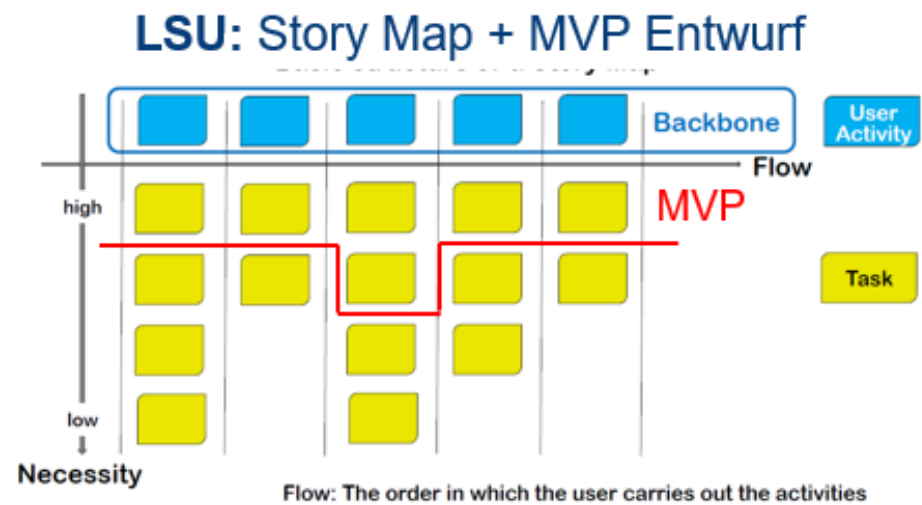 LSU: Story Map + MVP Entwurf
Backbone
User
Activity
Flow
high
MVP
Task
low
Necessity
Flow: The order in which the user carries out the activities